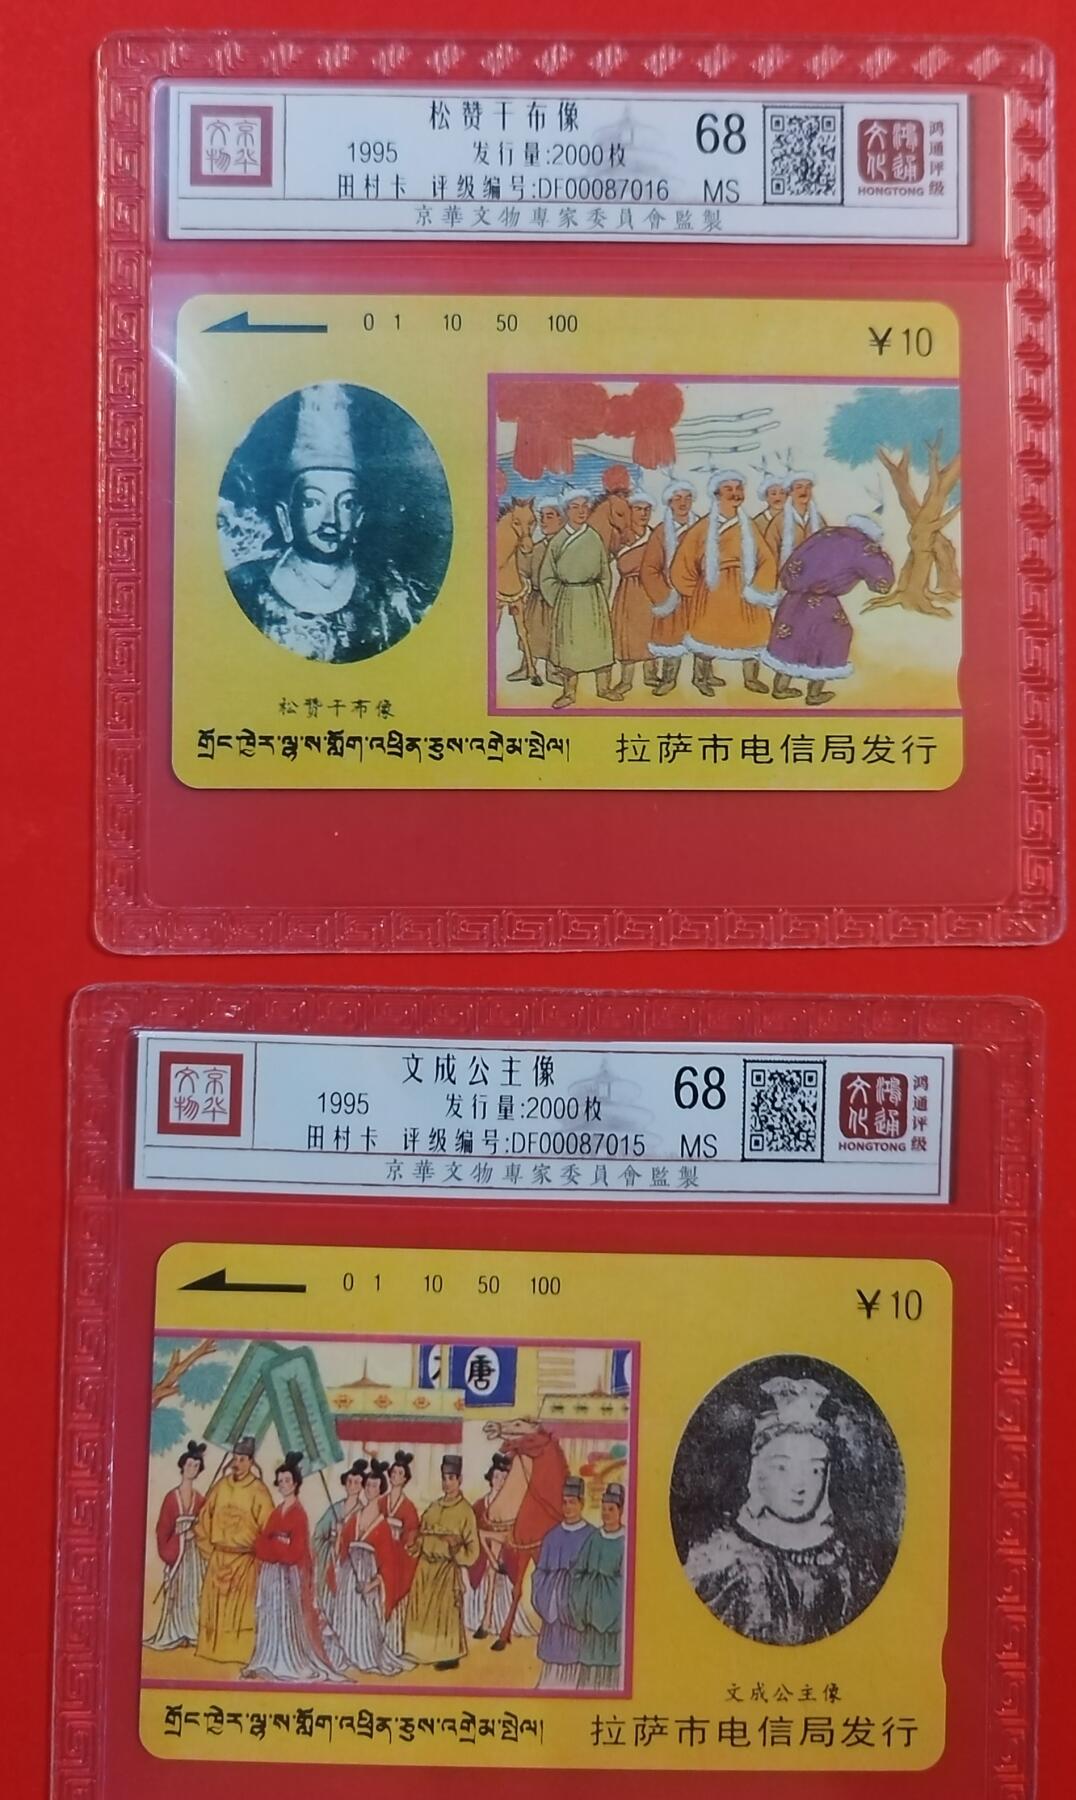 松赞干布像
1995 发行量:2000枚
田村卡 评级编号:DF00087016
68
MS
京华文物
鸿通文化
HONGTONG
鸿通评级
京華文物專家委員會監製
0 1 10 50 100
¥10
松赞干布像
གྲོང་ཁྱེར་ལྷ་ས་གློག་འཕྲིན་ཅུས་འགྲེམ་སྤེལ།
拉萨市电信局发行
文成公主像
1995 发行量:2000枚
田村卡 评级编号:DF00087015
68
MS
京华文物
鸿通文化
HONGTONG
鸿通评级
京華文物專家委員會監製
0 1 10 50 100
¥10
唐
文成公主像
གྲོང་ཁྱེར་ལྷ་ས་གློག་འཕྲིན་ཅུས་འགྲེམ་སྤེལ།
拉萨市电信局发行